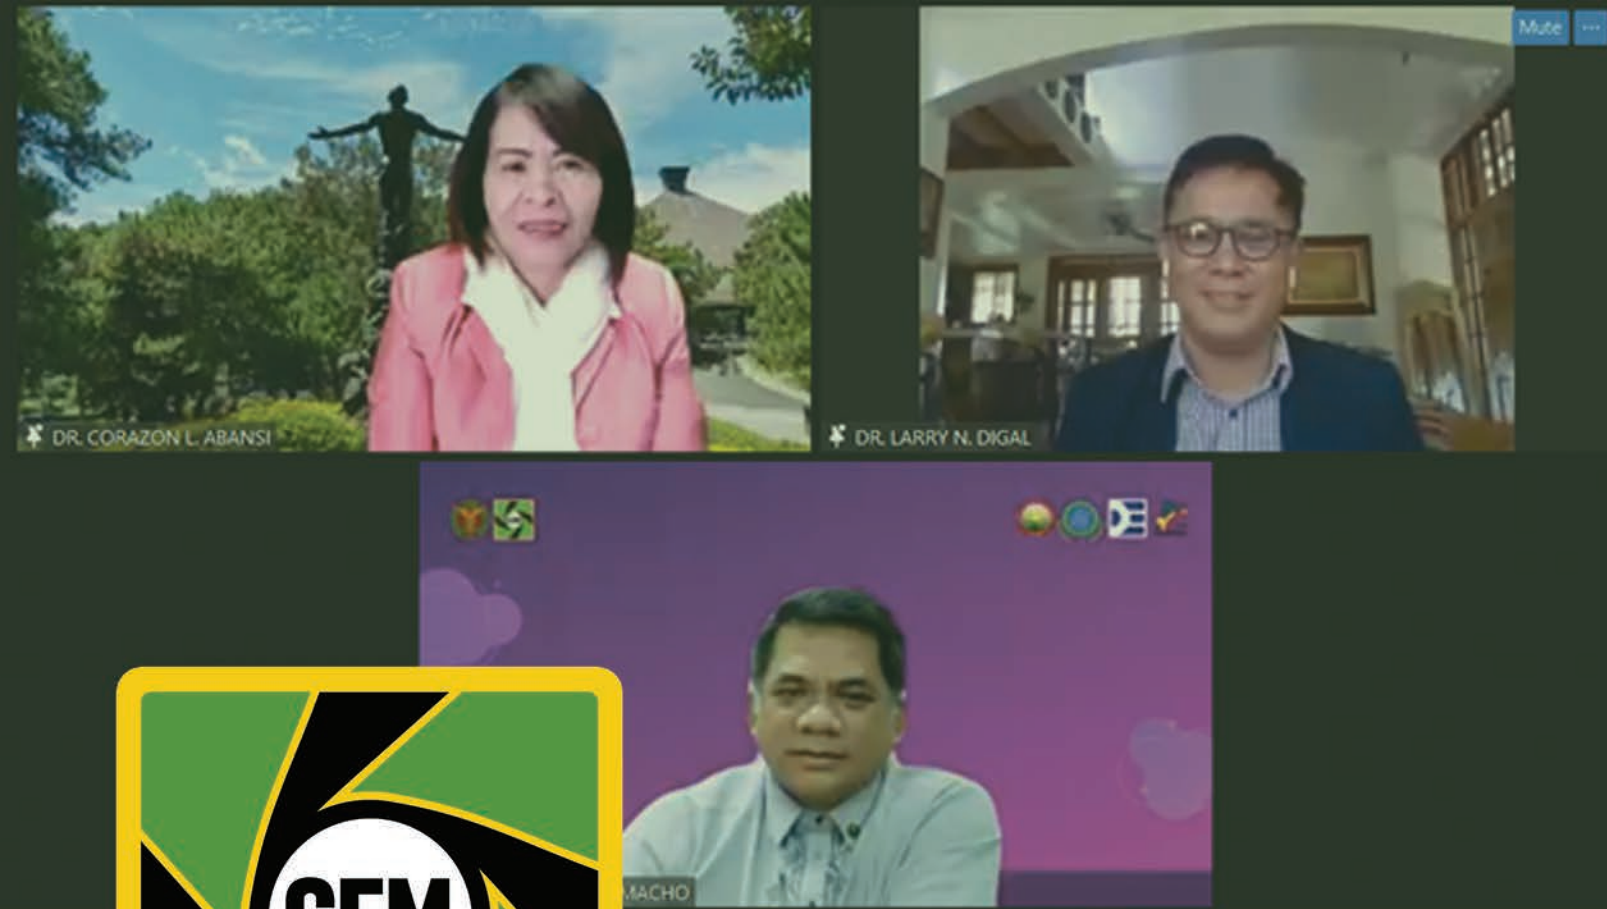 Mute
DR. CORAZON L. ABANSI
DR. LARRY N. DIGAL
MACHO